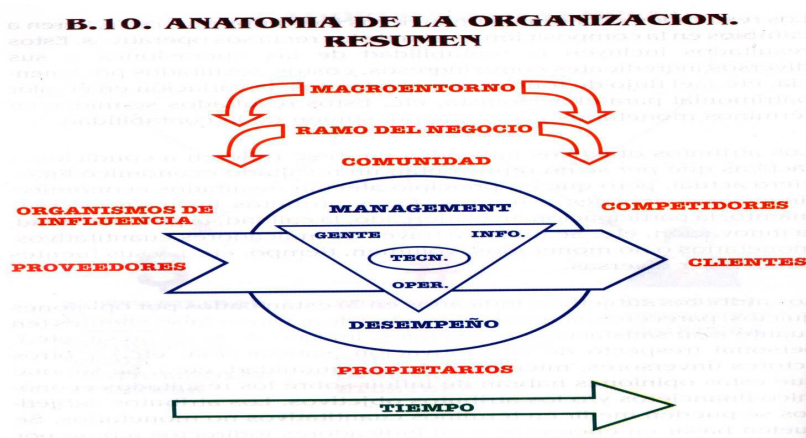 B.10. ANATOMIA DE LA ORGANIZACION.
RESUMEN
MACROENTORNO
RAMO DEL NEGOCIO
COMUNIDAD
ORGANISMOS DE
INFLUENCIA
MANAGEMENT
COMPETIDORES
GENTE
INFO.
TECN.
PROVEEDORES
CLIENTES
OPER.
DESEMPEÑO
PROPIETARIOS
TIEMPO